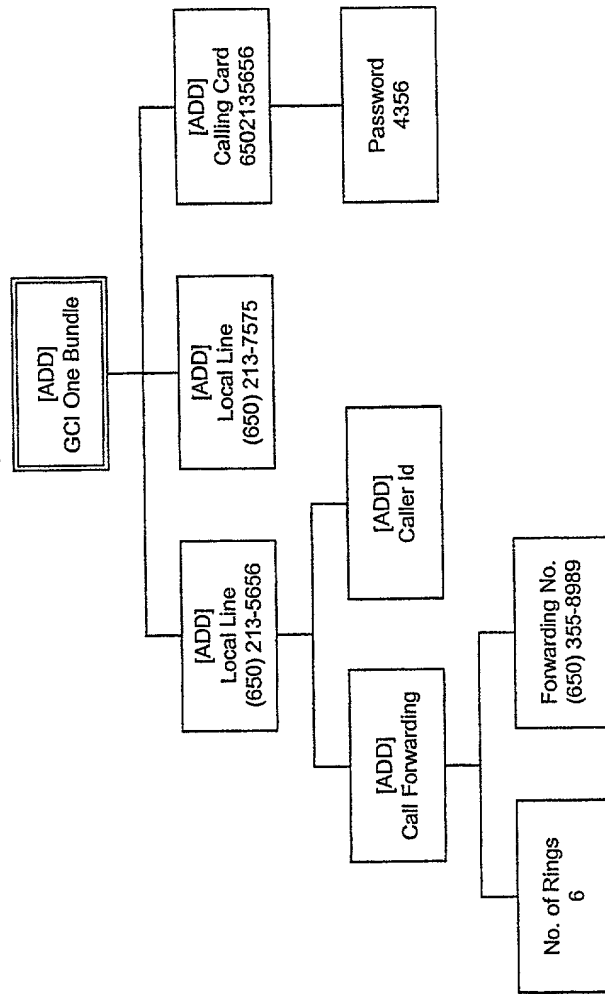 [ADD]
GCI One Bundle
[ADD]
Local Line
(650) 213-5656
[ADD]
Local Line
(650) 213-7575
[ADD]
Calling Card
6502135656
[ADD]
Call Forwarding
[ADD]
Caller id
Password
4356
No. of Rings
6
Forwarding No.
(650) 355-8989